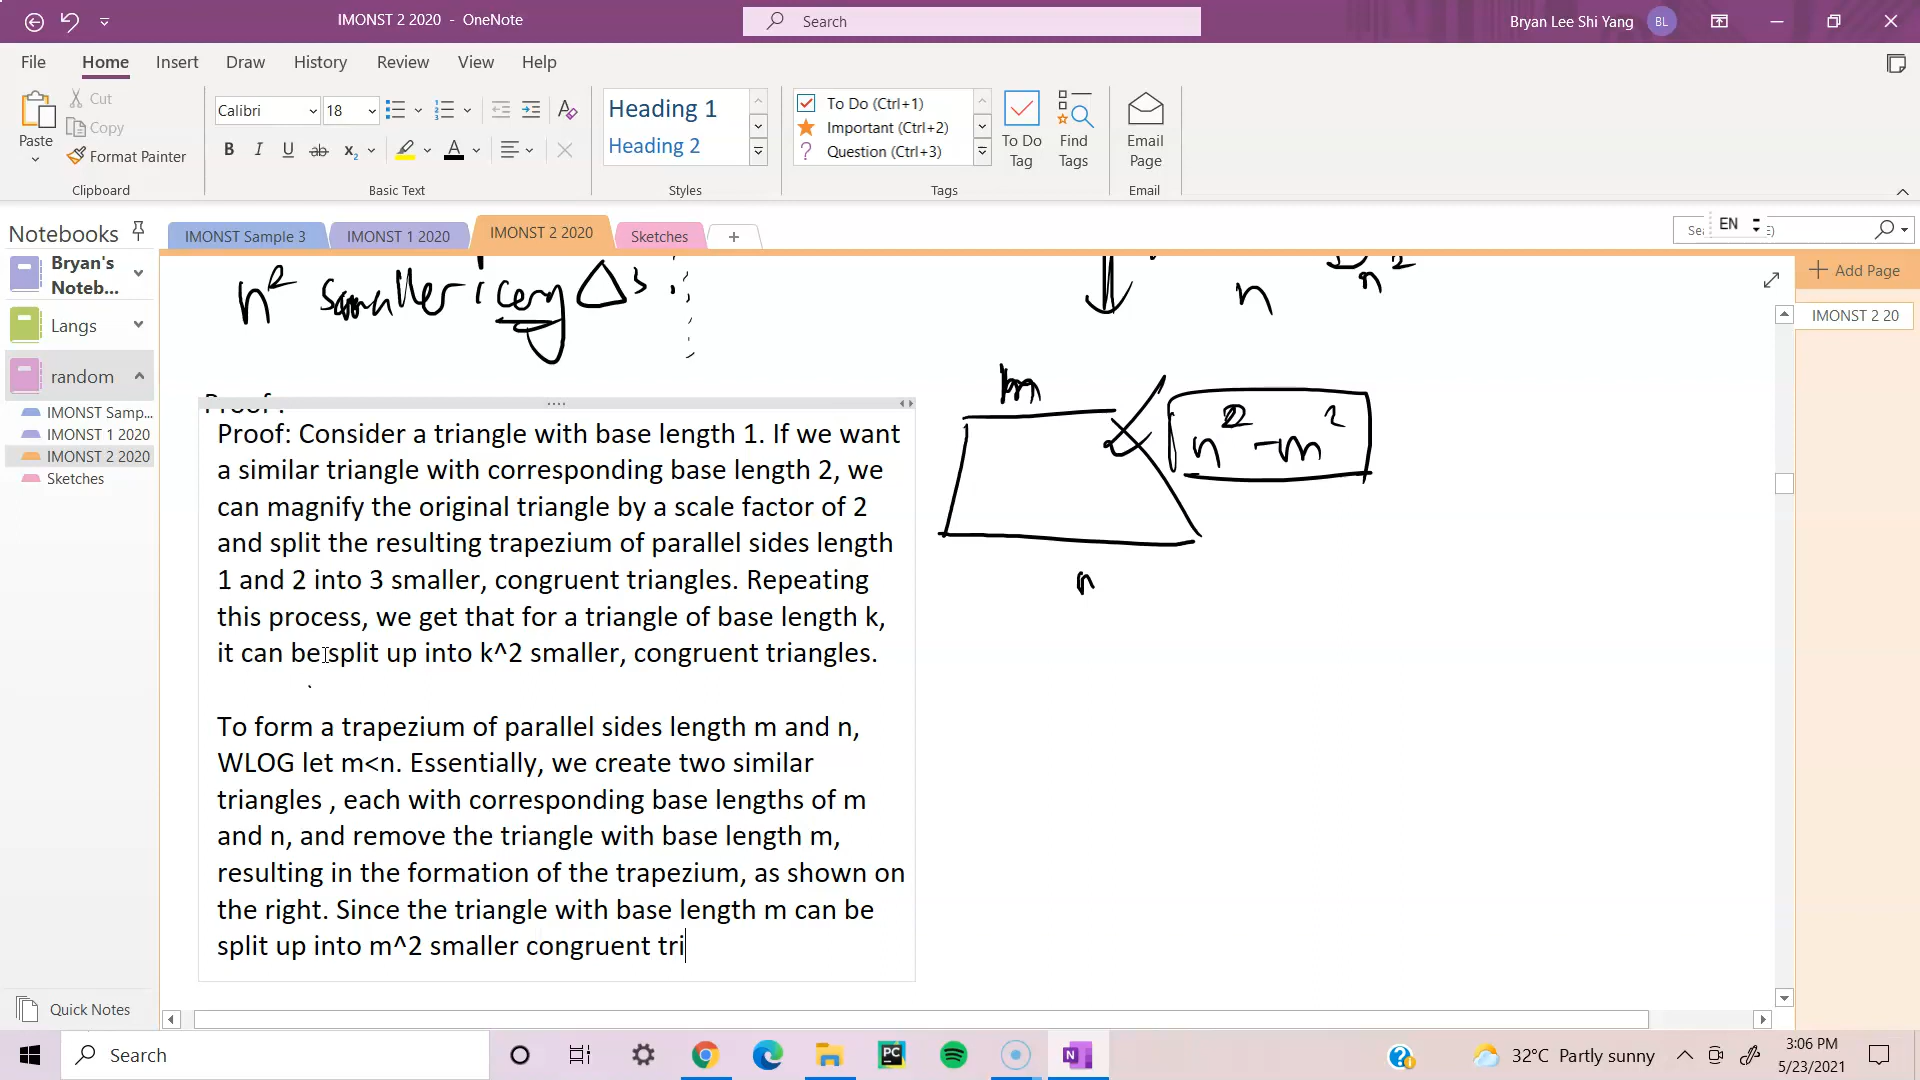 IMONST 2 2020 - OneNote
Search
Bryan Lee Shi Yang
BL
File Home Insert Draw History Review View Help
Paste
Cut
Copy
Format Painter
Clipboard
Calibri 18
B I U ab x₂ A
Basic Text
Heading 1
Heading 2
Styles
To Do (Ctrl+1)
Important (Ctrl+2)
Question (Ctrl+3)
To Do Tag
Find Tags
Tags
Email Page
Email
Notebooks
IMONST Sample 3
IMONST 1 2020
IMONST 2 2020
Sketches
EN
Add Page
IMONST 2 20
Bryan's Noteb...
Langs
random
IMONST Samp...
IMONST 1 2020
IMONST 2 2020
Sketches
Quick Notes
n² smaller
n n²
m
n² - m²
n
Proof :
Proof: Consider a triangle with base length 1. If we want
a similar triangle with corresponding base length 2, we
can magnify the original triangle by a scale factor of 2
and split the resulting trapezium of parallel sides length
1 and 2 into 3 smaller, congruent triangles. Repeating
this process, we get that for a triangle of base length k,
it can be split up into k^2 smaller, congruent triangles.
To form a trapezium of parallel sides length m and n,
WLOG let m<n. Essentially, we create two similar
triangles , each with corresponding base lengths of m
and n, and remove the triangle with base length m,
resulting in the formation of the trapezium, as shown on
the right. Since the triangle with base length m can be
split up into m^2 smaller congruent tri
Search
32°C Partly sunny
3:06 PM
5/23/2021